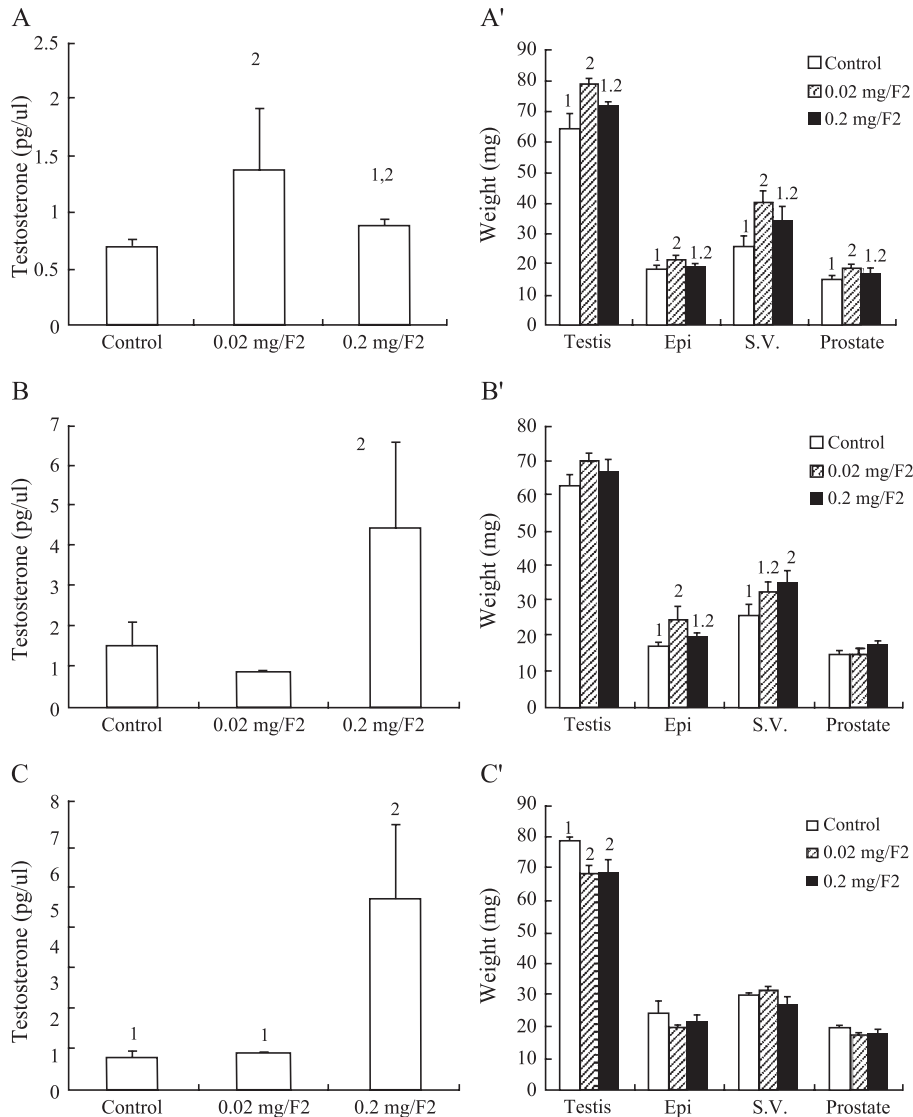 A
Testosterone (pg/ul)
2.5
2
1.5
1
0.5
0
2
1,2
Control 0.02 mg/F2 0.2 mg/F2
A'
Weight (mg)
90
80
70
60
50
40
30
20
10
0
Control
0.02 mg/F2
0.2 mg/F2
1 2 1.2
1 2 1.2
1 2 1.2
1 2 1.2
Testis Epi S.V. Prostate
B
Testosterone (pg/ul)
7
6
5
4
3
2
1
0
2
Control 0.02 mg/F2 0.2 mg/F2
B'
Weight (mg)
80
70
60
50
40
30
20
10
0
Control
0.02 mg/F2
0.2 mg/F2
1 2 1.2
1 1.2 2
Testis Epi S.V. Prostate
C
Testosterone (pg/ul)
8
7
6
5
4
3
2
1
0
1 1 2
Control 0.02 mg/F2 0.2 mg/F2
C'
Weight (mg)
90
80
70
60
50
40
30
20
10
0
Control
0.02 mg/F2
0.2 mg/F2
1 2 2
Testis Epi S.V. Prostate